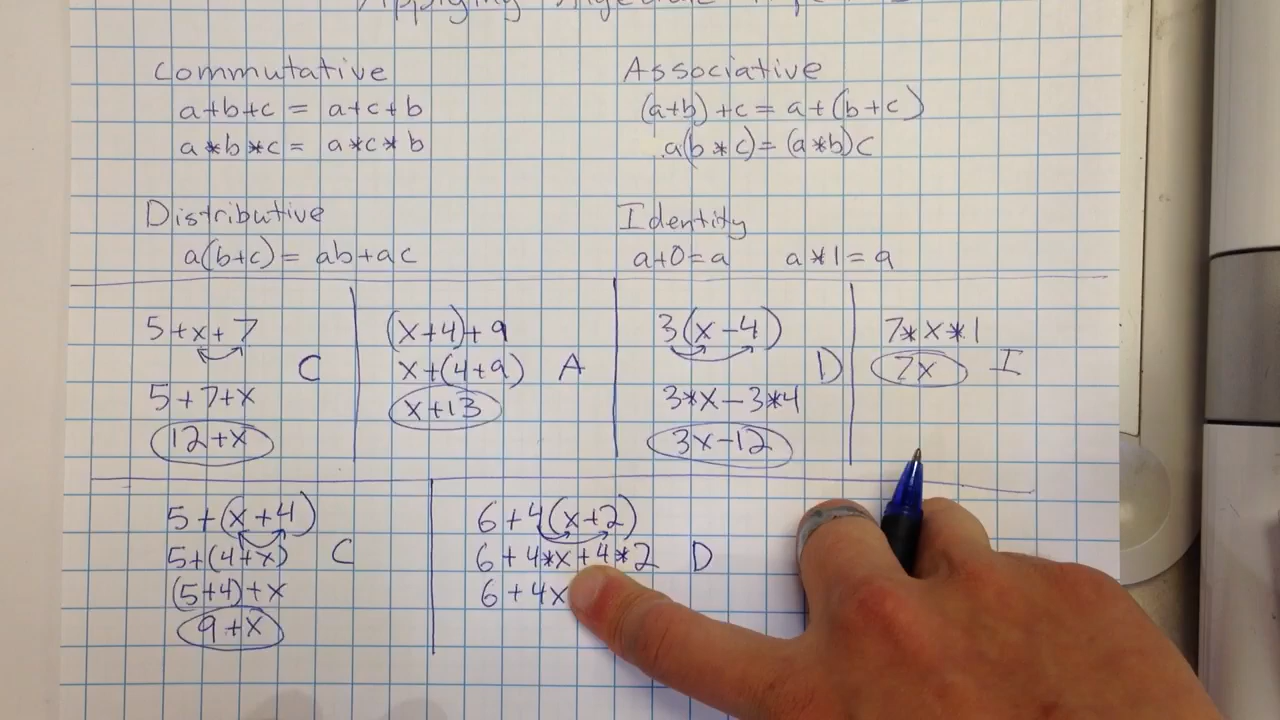 Applying Algebraic
Commutative
a+b+c = a+c+b
a*b*c = a*c*b
Associative
(a+b)+c = a+(b+c)
a(b*c)=(a*b)c
Distributive
a(b+c)= ab+ac
Identity
a+0=a a*1=a
5+x+7
C
5+7+x
12+x
(x+4)+9
x+(4+9) A
x+13
3(x-4)
D
3*x-3*4
3x-12
7*x*1
7x I
5+(x+4)
5+(4+x) C
(5+4)+x
9+x
6+4(x+2)
6+4*x+4*2 D
6+4x